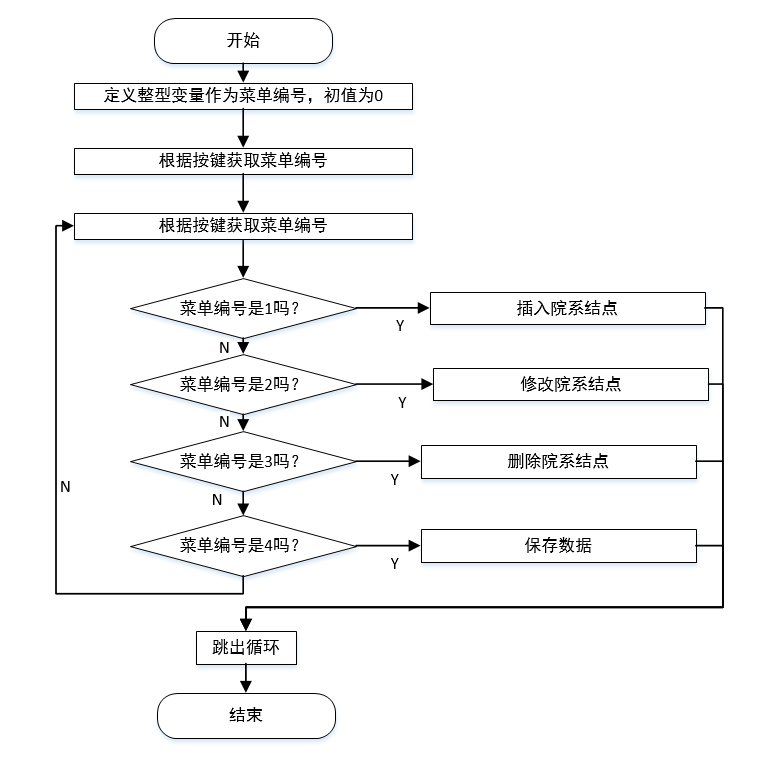 开始
定义整型变量作为菜单编号，初值为0
根据按键获取菜单编号
根据按键获取菜单编号
菜单编号是1吗？
插入院系结点
Y
N
菜单编号是2吗？
修改院系结点
Y
N
菜单编号是3吗？
删除院系结点
Y
N
N
菜单编号是4吗？
保存数据
Y
跳出循环
结束